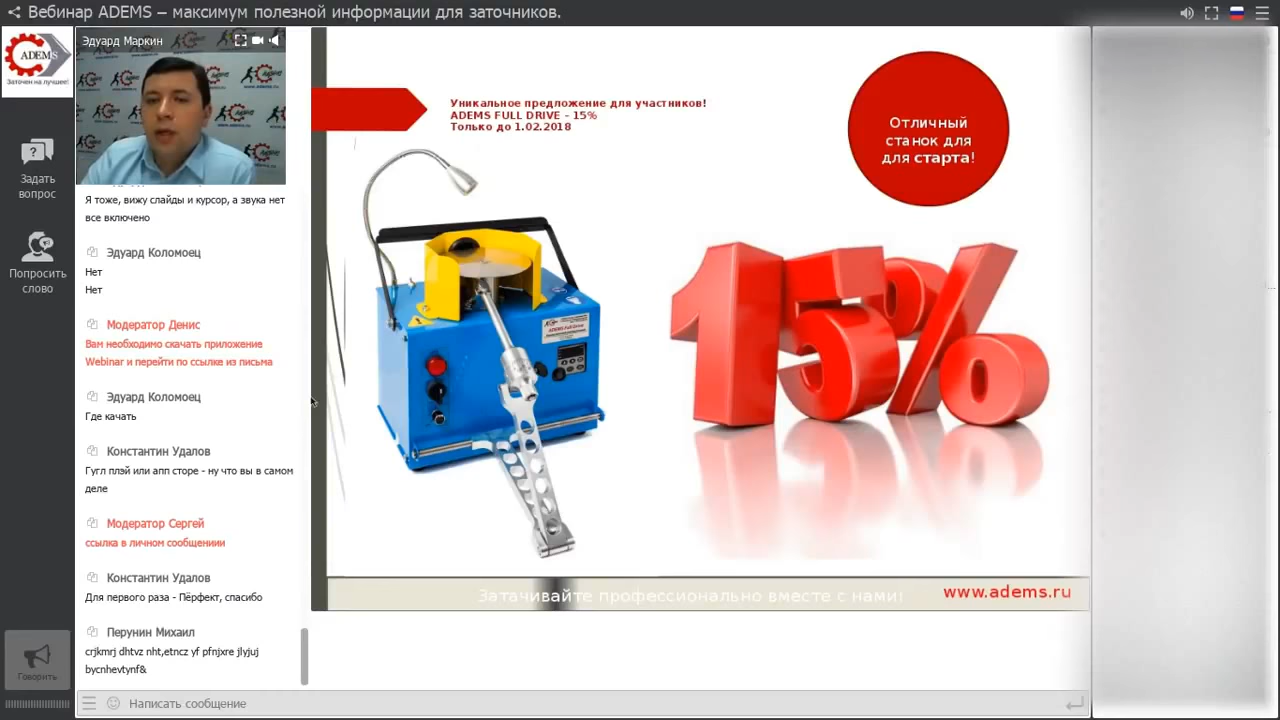 Вебинар ADEMS – максимум полезной информации для заточников.
ADEMS
Заточен на лучшее!
Задать
вопрос
Попросить
слово
Говорить
Эдуард Маркин
Я тоже, вижу слайды и курсор, а звука нет
все включено
Эдуард Коломоец
Нет
Нет
Модератор Денис
Вам необходимо скачать приложение
Webinar и перейти по ссылке из письма
Эдуард Коломоец
Где качать
Константин Удалов
Гугл плэй или апп сторе - ну что вы в самом
деле
Модератор Сергей
ссылка в личном сообщениии
Константин Удалов
Для первого раза - Пёрфект, спасибо
Перунин Михаил
crjkmrj dhtvz nht,etncz yf pfnjxre jlyjuj
bycnhevtynf&
Написать сообщение
Уникальное предложение для участников!
ADEMS FULL DRIVE - 15%
Только до 1.02.2018
Отличный
станок для
для старта!
ADEMS Full Drive
15%
Затачивайте профессионально вместе с нами!
www.adems.ru